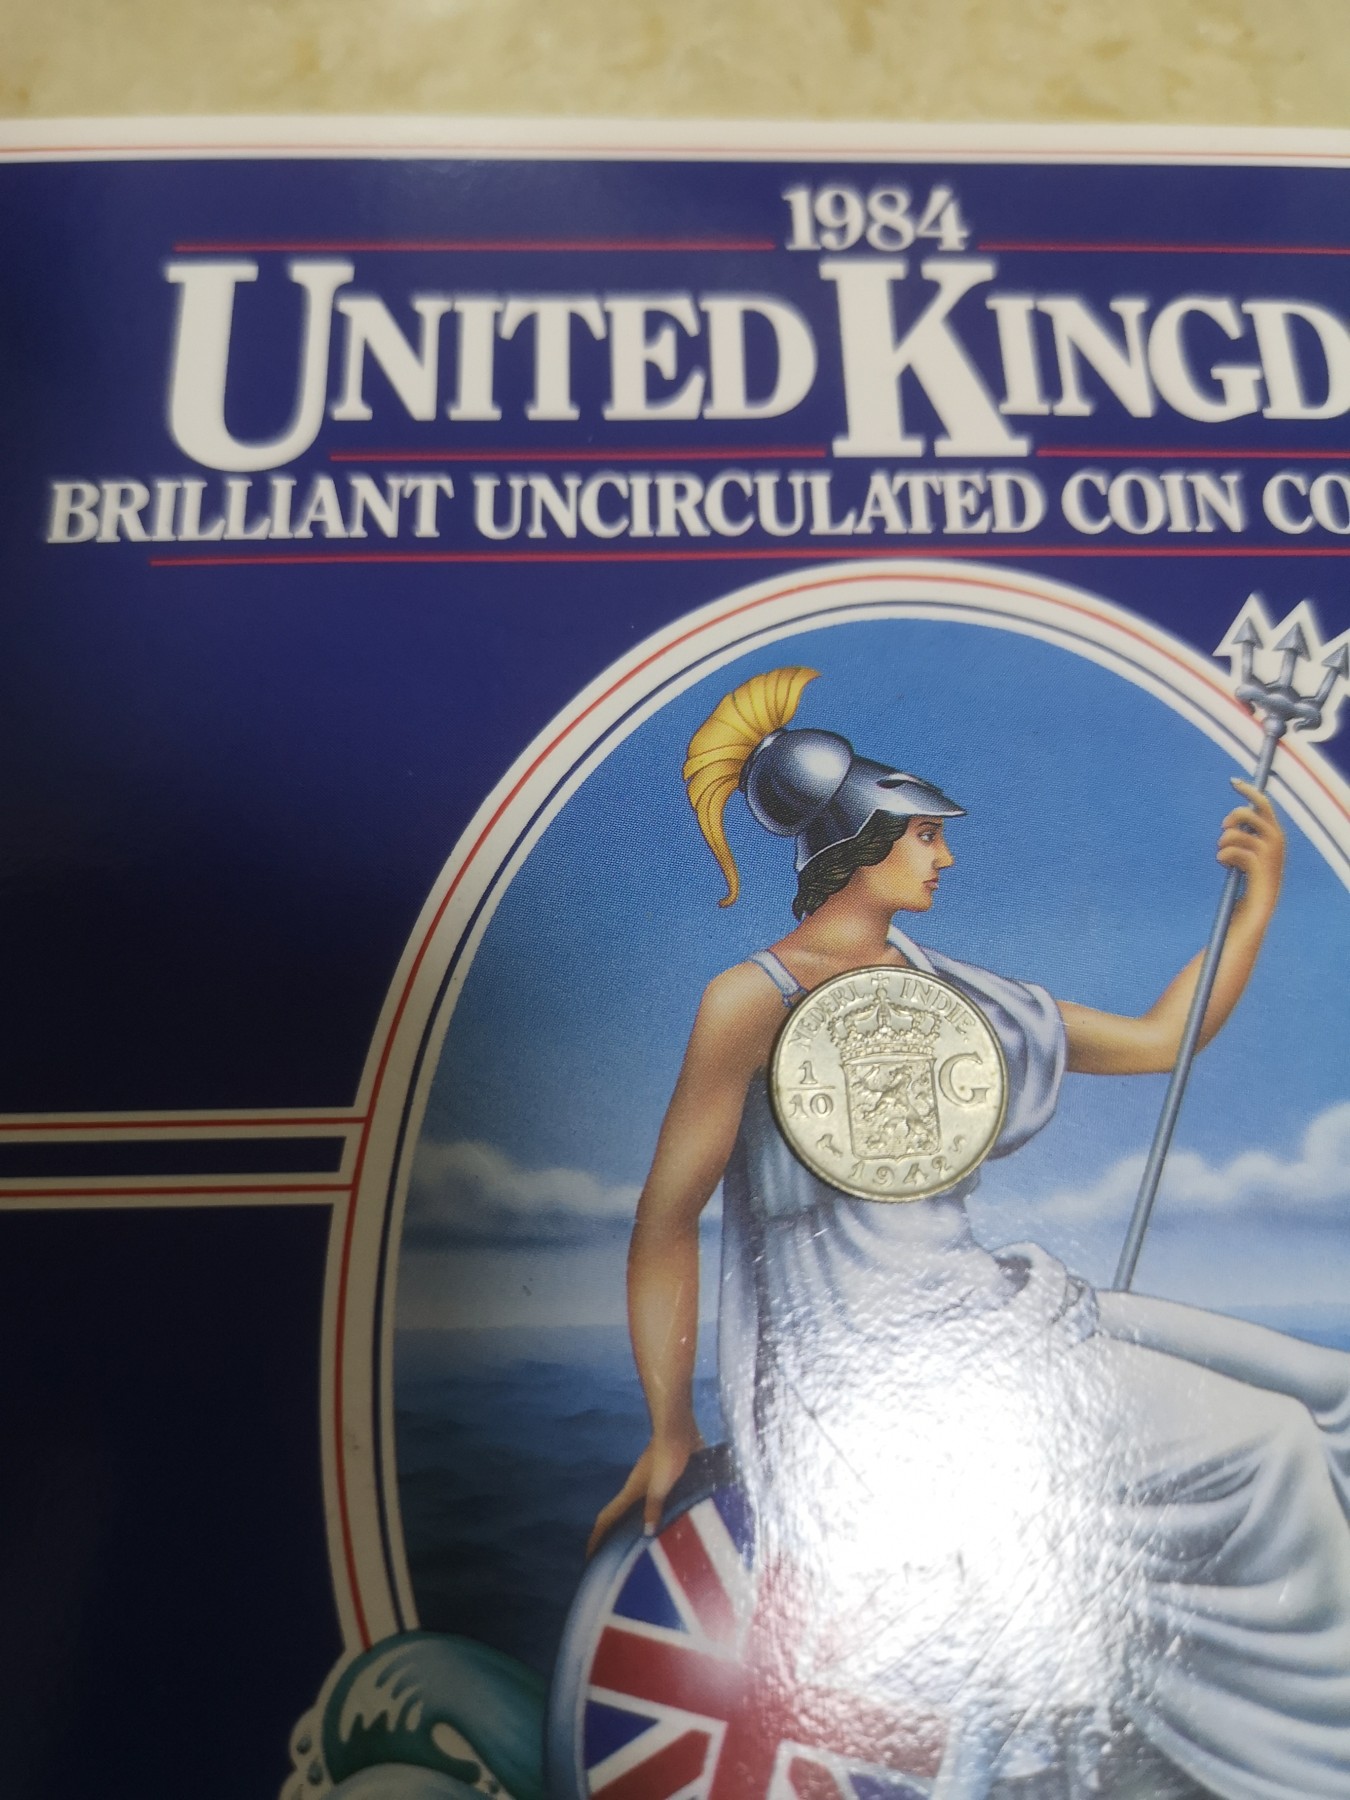 1984
UNITED KINGD
BRILLIANT UNCIRCULATED COIN CO
NEDERL INDIE
1/10 G
1942